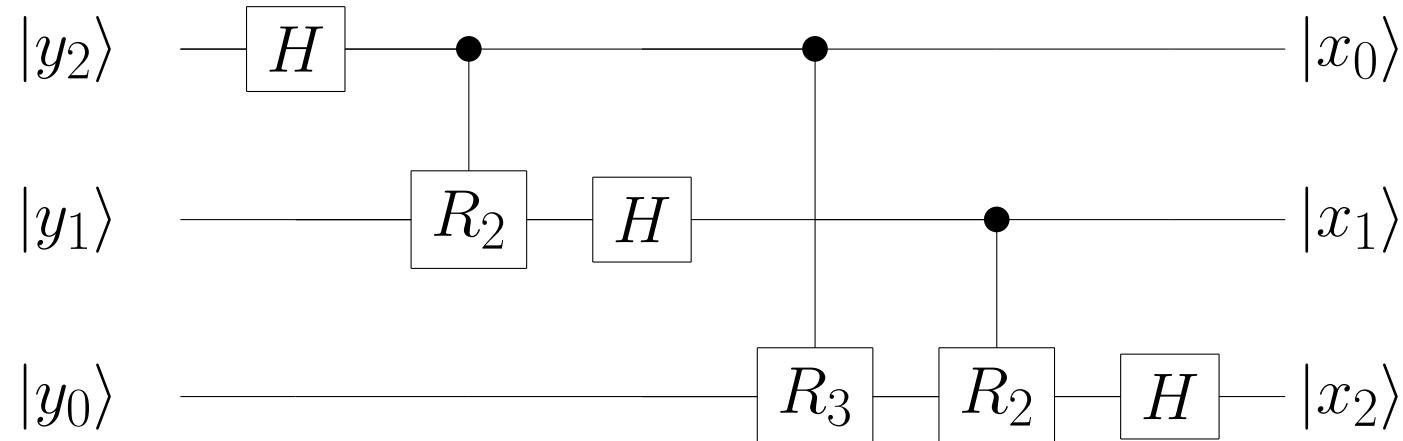 |y₂⟩ H |x₀⟩
|y₁⟩ R₂ H |x₁⟩
|y₀⟩ R₃ R₂ H |x₂⟩